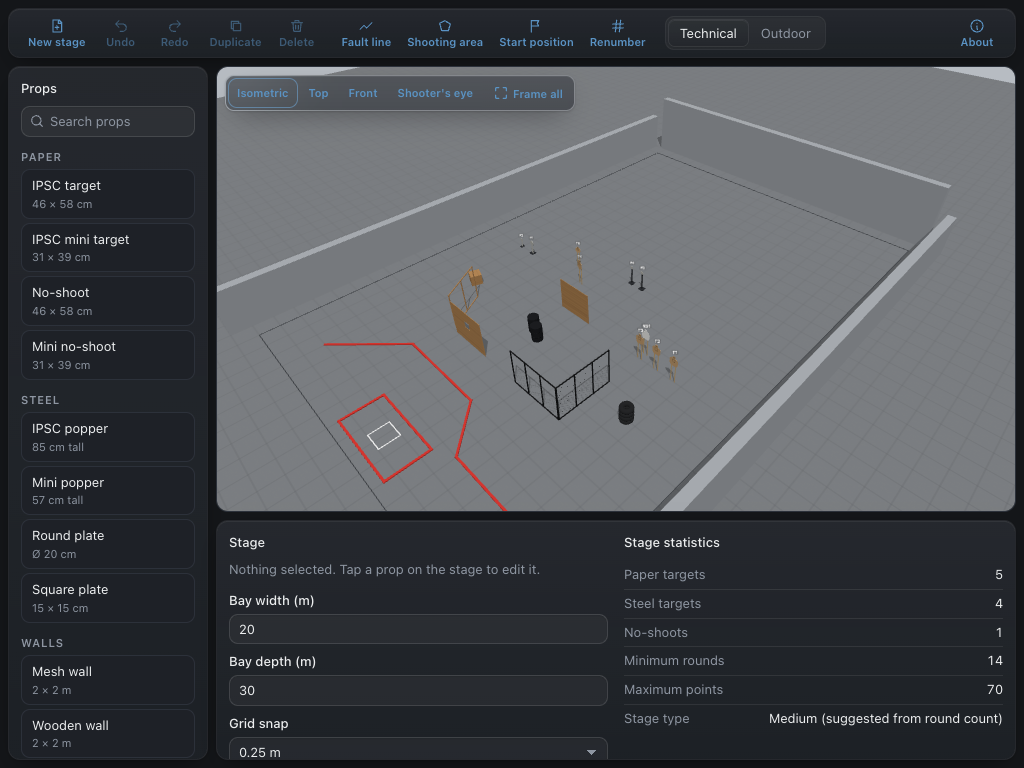 New stage
Undo
Redo
Duplicate
Delete
Fault line
Shooting area
Start position
Renumber
Technical
Outdoor
About
Props
Search props
PAPER
IPSC target
46 × 58 cm
IPSC mini target
31 × 39 cm
No-shoot
46 × 58 cm
Mini no-shoot
31 × 39 cm
STEEL
IPSC popper
85 cm tall
Mini popper
57 cm tall
Round plate
Ø 20 cm
Square plate
15 × 15 cm
WALLS
Mesh wall
2 × 2 m
Wooden wall
2 × 2 m
Isometric
Top
Front
Shooter's eye
Frame all
Stage
Nothing selected. Tap a prop on the stage to edit it.
Bay width (m)
20
Bay depth (m)
30
Grid snap
0.25 m
Stage statistics
Paper targets 5
Steel targets 4
No-shoots 1
Minimum rounds 14
Maximum points 70
Stage type Medium (suggested from round count)